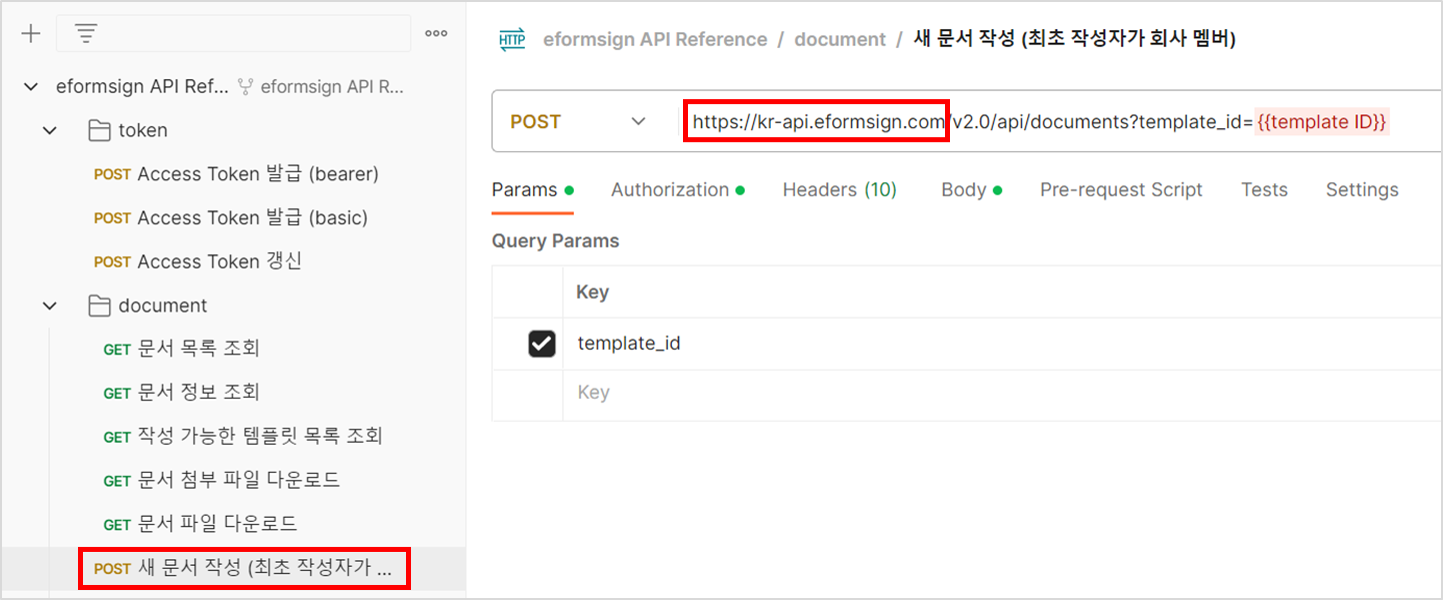 eformsign API Ref... eformsign API R...
token
POST Access Token 발급 (bearer)
POST Access Token 발급 (basic)
POST Access Token 갱신
document
GET 문서 목록 조회
GET 문서 정보 조회
GET 작성 가능한 템플릿 목록 조회
GET 문서 첨부 파일 다운로드
GET 문서 파일 다운로드
POST 새 문서 작성 (최초 작성자가 ...
HTTP eformsign API Reference / document / 새 문서 작성 (최초 작성자가 회사 멤버)
POST https://kr-api.eformsign.com/v2.0/api/documents?template_id={{template ID}}
Params Authorization Headers (10) Body Pre-request Script Tests Settings
Query Params
Key
template_id
Key